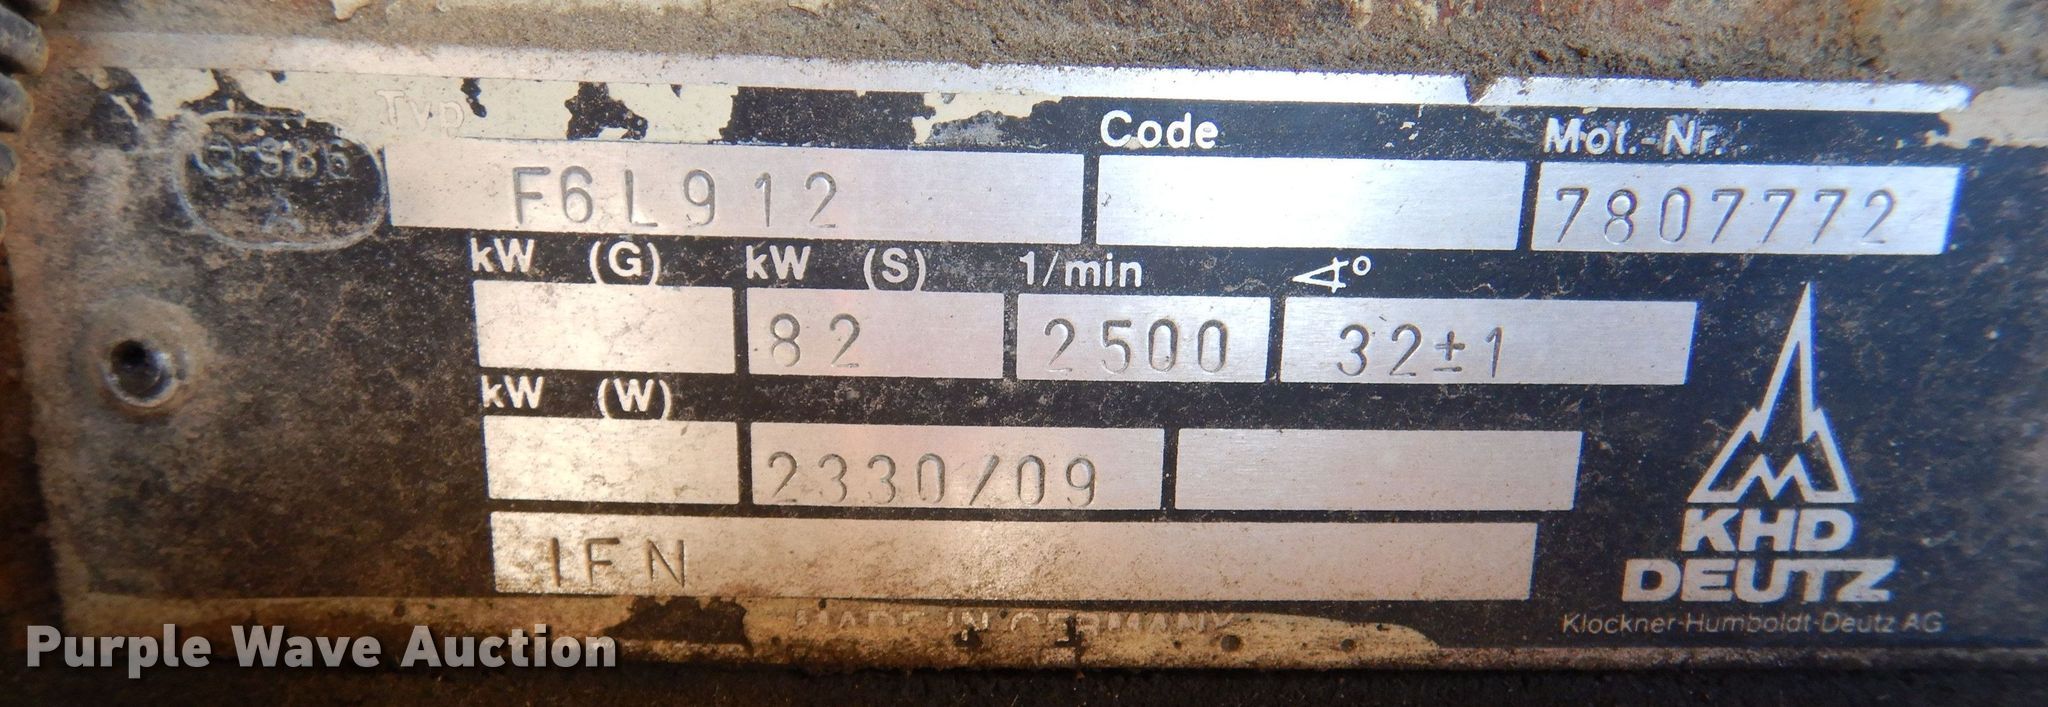 Typ Code Mot.-Nr.
A
F6L912 7807772
kW (G) kW (S) 1/min ∢°
82 2500 32±1
kW (W)
2330/09
IFN
KHD
DEUTZ
Klöckner-Humboldt-Deutz AG
MADE IN GERMANY
Purple Wave Auction